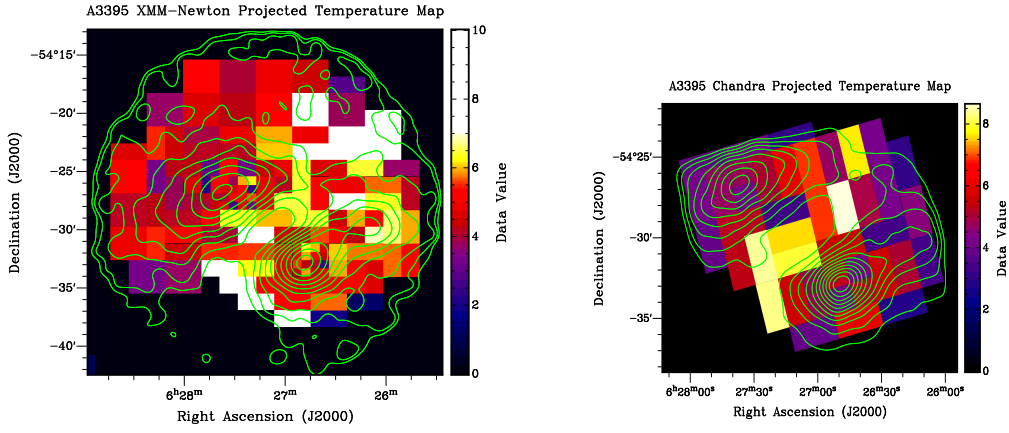 A3395 XMM-Newton Projected Temperature Map
-54°15'
-20'
-25'
-30'
-35'
-40'
6h28m
27m
26m
Right Ascension (J2000)
Declination (J2000)
10
8
6
4
2
0
Data Value
A3395 Chandra Projected Temperature Map
-54°25'
-30'
-35'
6h28m00s
27m30s
27m00s
26m30s
26m00s
Right Ascension (J2000)
Declination (J2000)
8
6
4
2
0
Data Value